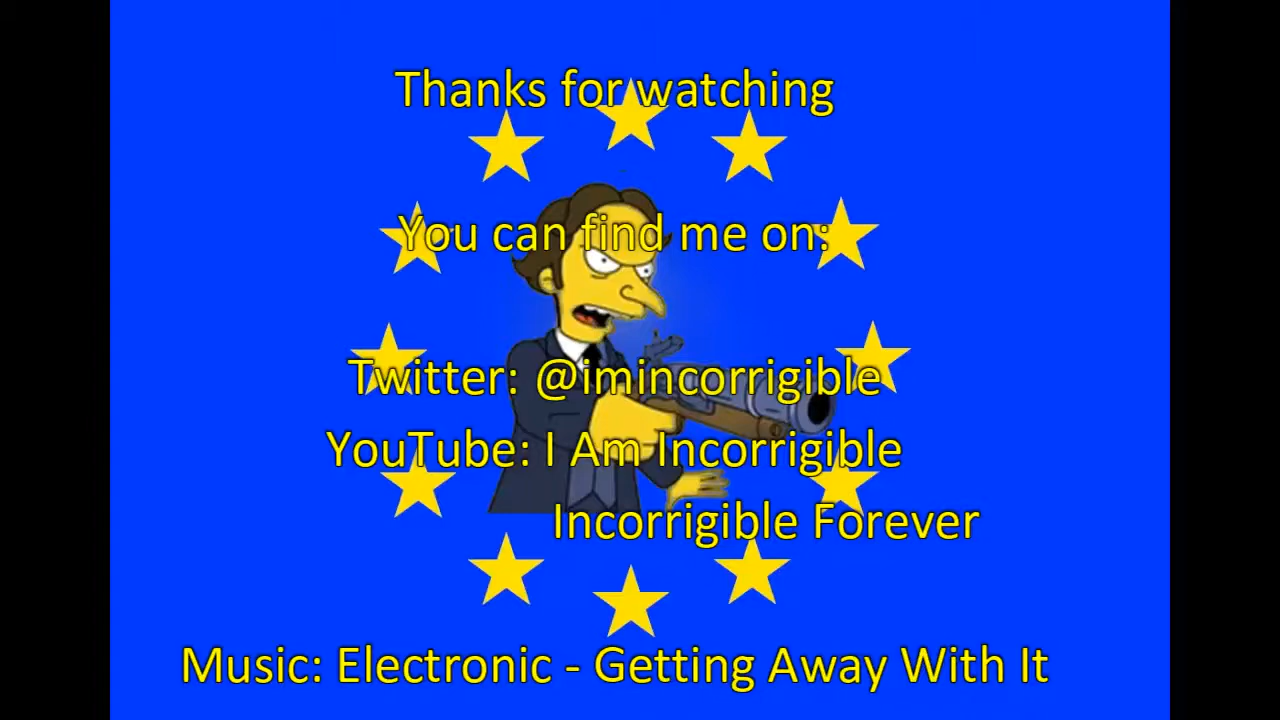 Thanks for watching
You can find me on:
Twitter: @imincorrigible
YouTube: I Am Incorrigible
Incorrigible Forever
Music: Electronic - Getting Away With It